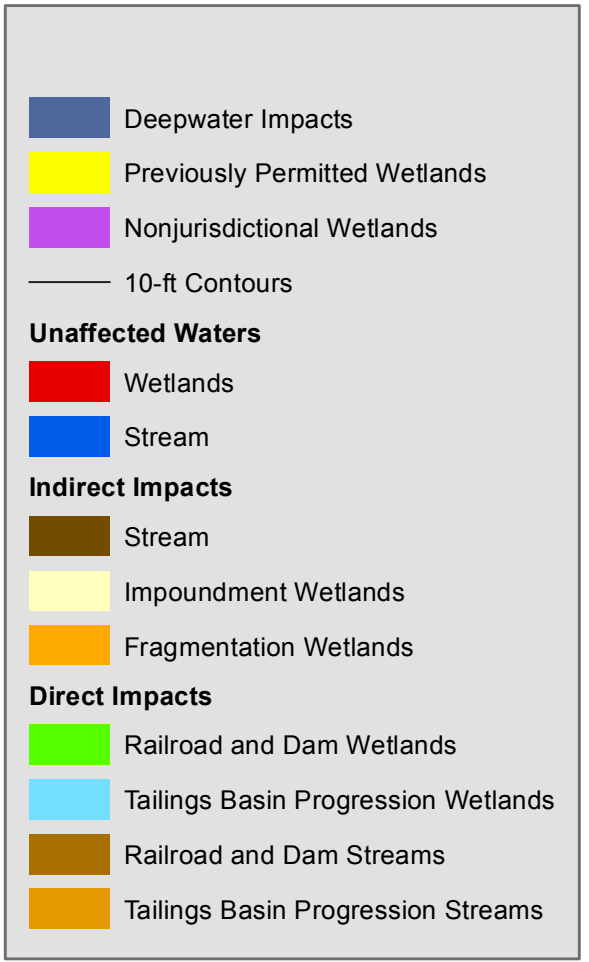 Deepwater Impacts
Previously Permitted Wetlands
Nonjurisdictional Wetlands
10-ft Contours
Unaffected Waters
Wetlands
Stream
Indirect Impacts
Stream
Impoundment Wetlands
Fragmentation Wetlands
Direct Impacts
Railroad and Dam Wetlands
Tailings Basin Progression Wetlands
Railroad and Dam Streams
Tailings Basin Progression Streams